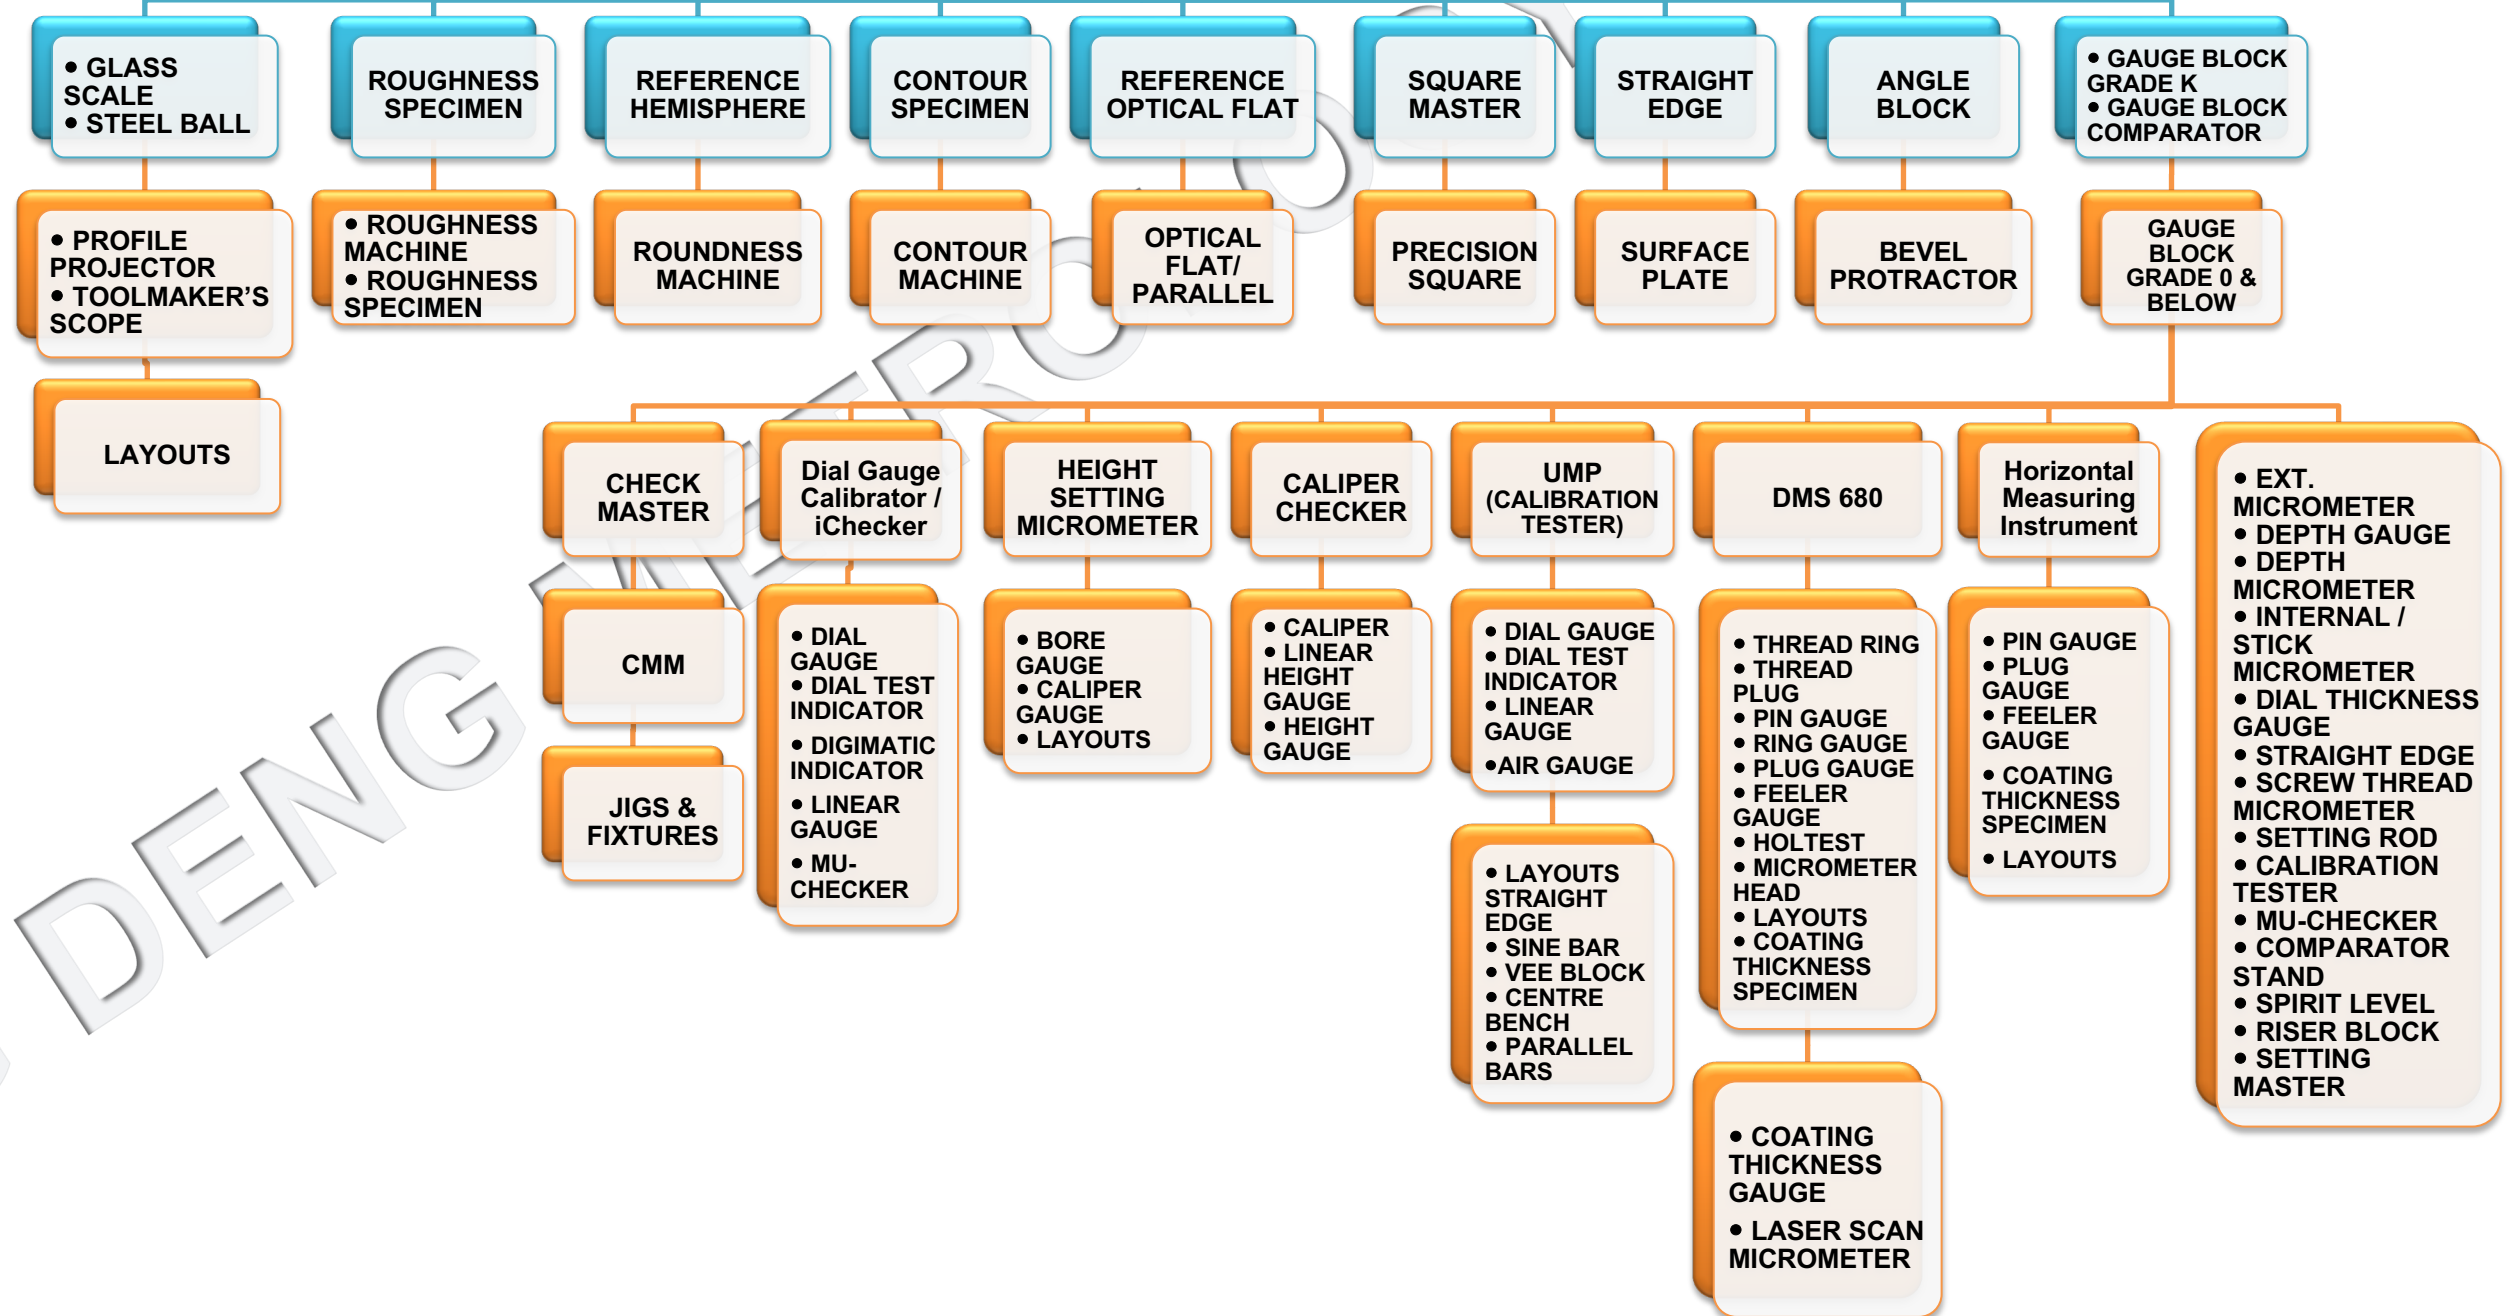 • GLASS
SCALE
• STEEL BALL
ROUGHNESS
SPECIMEN
REFERENCE
HEMISPHERE
CONTOUR
SPECIMEN
REFERENCE
OPTICAL FLAT
SQUARE
MASTER
STRAIGHT
EDGE
ANGLE
BLOCK
• GAUGE BLOCK
GRADE K
• GAUGE BLOCK
COMPARATOR
• PROFILE
PROJECTOR
• TOOLMAKER’S
SCOPE
• ROUGHNESS
MACHINE
• ROUGHNESS
SPECIMEN
ROUNDNESS
MACHINE
CONTOUR
MACHINE
OPTICAL
FLAT/
PARALLEL
PRECISION
SQUARE
SURFACE
PLATE
BEVEL
PROTRACTOR
GAUGE
BLOCK
GRADE 0 &
BELOW
LAYOUTS
CHECK
MASTER
Dial Gauge
Calibrator /
iChecker
HEIGHT
SETTING
MICROMETER
CALIPER
CHECKER
UMP
(CALIBRATION
TESTER)
DMS 680
Horizontal
Measuring
Instrument
• EXT.
MICROMETER
• DEPTH GAUGE
• DEPTH
MICROMETER
• INTERNAL /
STICK
MICROMETER
• DIAL THICKNESS
GAUGE
• STRAIGHT EDGE
• SCREW THREAD
MICROMETER
• SETTING ROD
• CALIBRATION
TESTER
• MU-CHECKER
• COMPARATOR
STAND
• SPIRIT LEVEL
• RISER BLOCK
• SETTING
MASTER
CMM
• DIAL
GAUGE
• DIAL TEST
INDICATOR
• DIGIMATIC
INDICATOR
• LINEAR
GAUGE
• MU-
CHECKER
• BORE
GAUGE
• CALIPER
GAUGE
• LAYOUTS
• CALIPER
• LINEAR
HEIGHT
GAUGE
• HEIGHT
GAUGE
• DIAL GAUGE
• DIAL TEST
INDICATOR
• LINEAR
GAUGE
•AIR GAUGE
• THREAD RING
• THREAD
PLUG
• PIN GAUGE
• RING GAUGE
• PLUG GAUGE
• FEELER
GAUGE
• HOLTEST
• MICROMETER
HEAD
• LAYOUTS
• COATING
THICKNESS
SPECIMEN
• PIN GAUGE
• PLUG
GAUGE
• FEELER
GAUGE
• COATING
THICKNESS
SPECIMEN
• LAYOUTS
JIGS &
FIXTURES
• LAYOUTS
STRAIGHT
EDGE
• SINE BAR
• VEE BLOCK
• CENTRE
BENCH
• PARALLEL
BARS
• COATING
THICKNESS
GAUGE
• LASER SCAN
MICROMETER
DENG